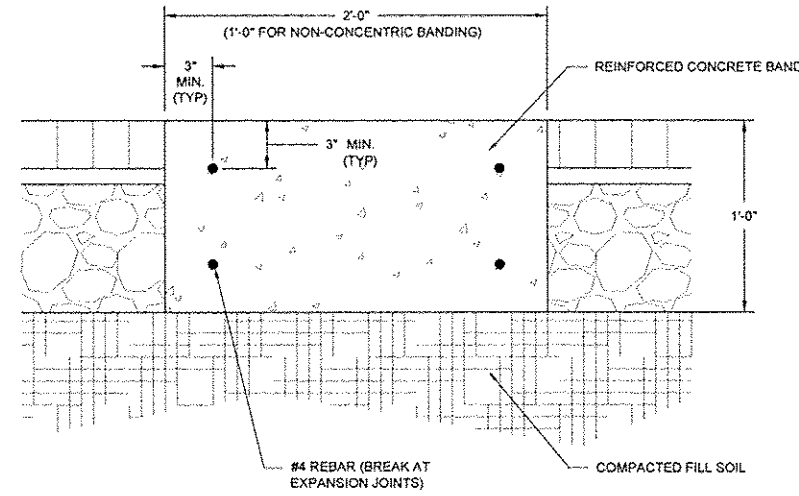 2'-0"
(1'-0" FOR NON-CONCENTRIC BANDING)
3"
MIN.
(TYP)
REINFORCED CONCRETE BAND
3" MIN.
(TYP)
1'-0"
#4 REBAR (BREAK AT
EXPANSION JOINTS)
COMPACTED FILL SOIL